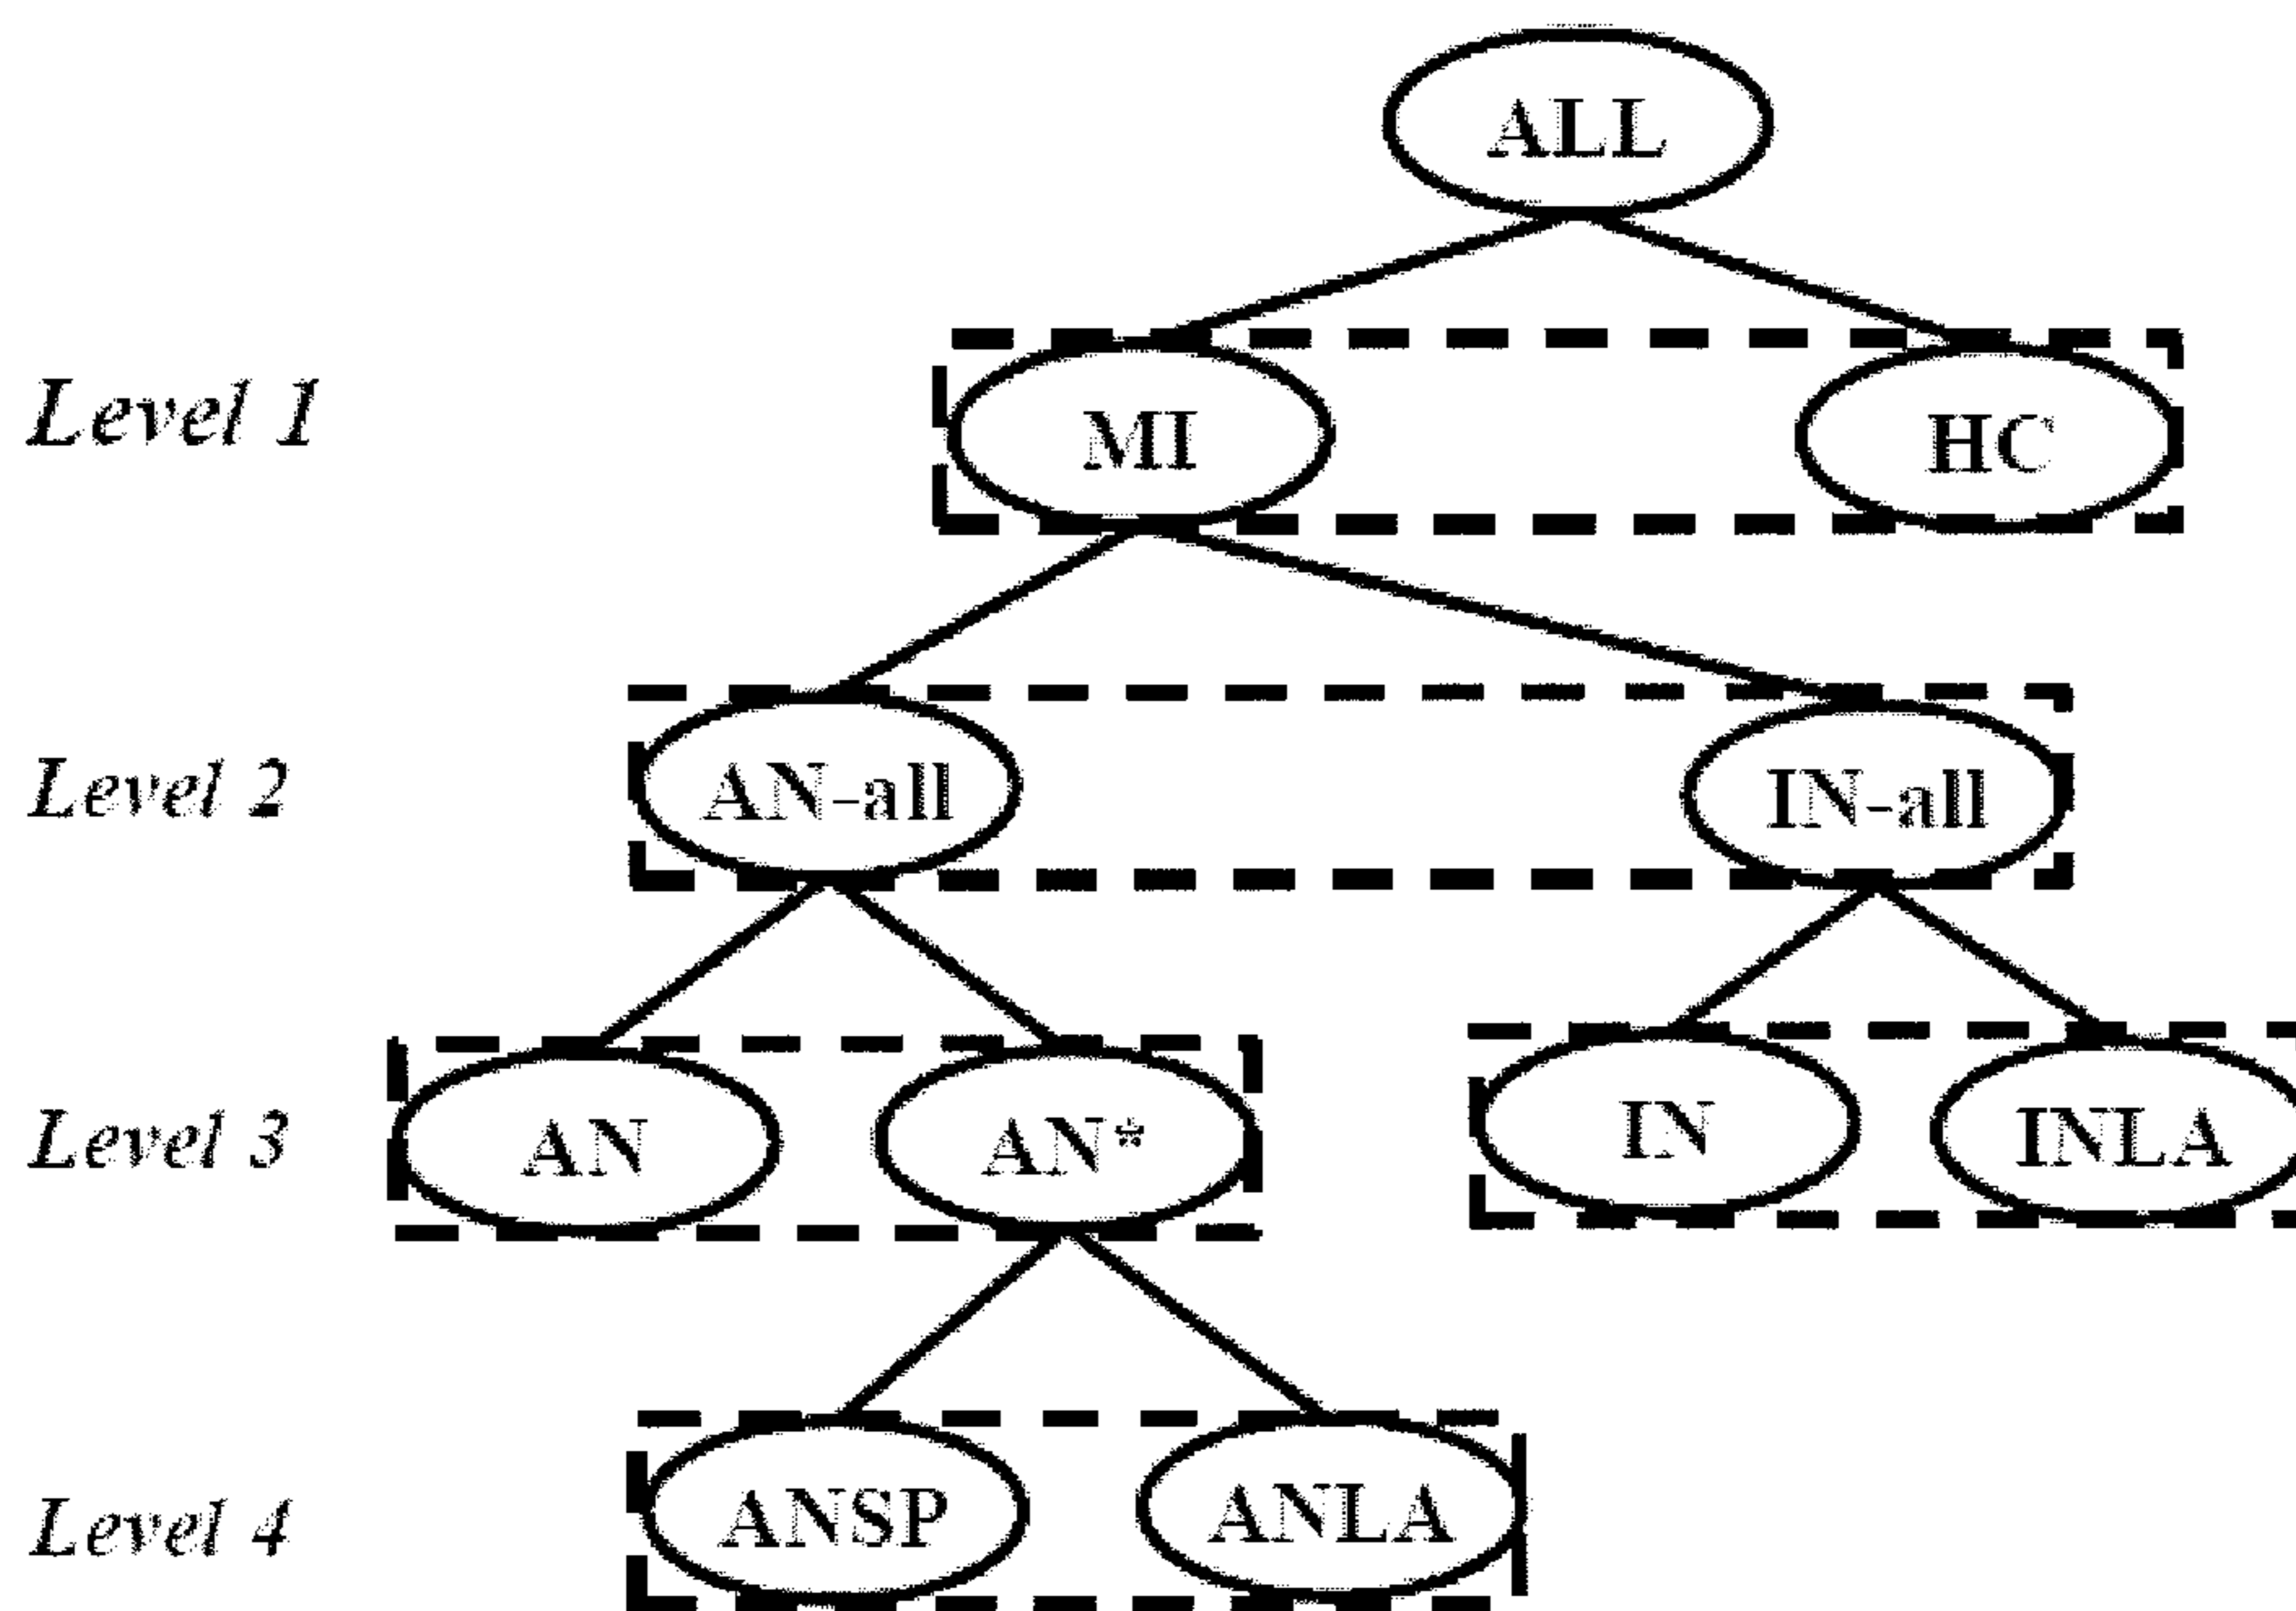 ALL
Level 1 MI HC
Level 2 AN-all IN-all
Level 3 AN AN* IN INLA
Level 4 ANSP ANLA